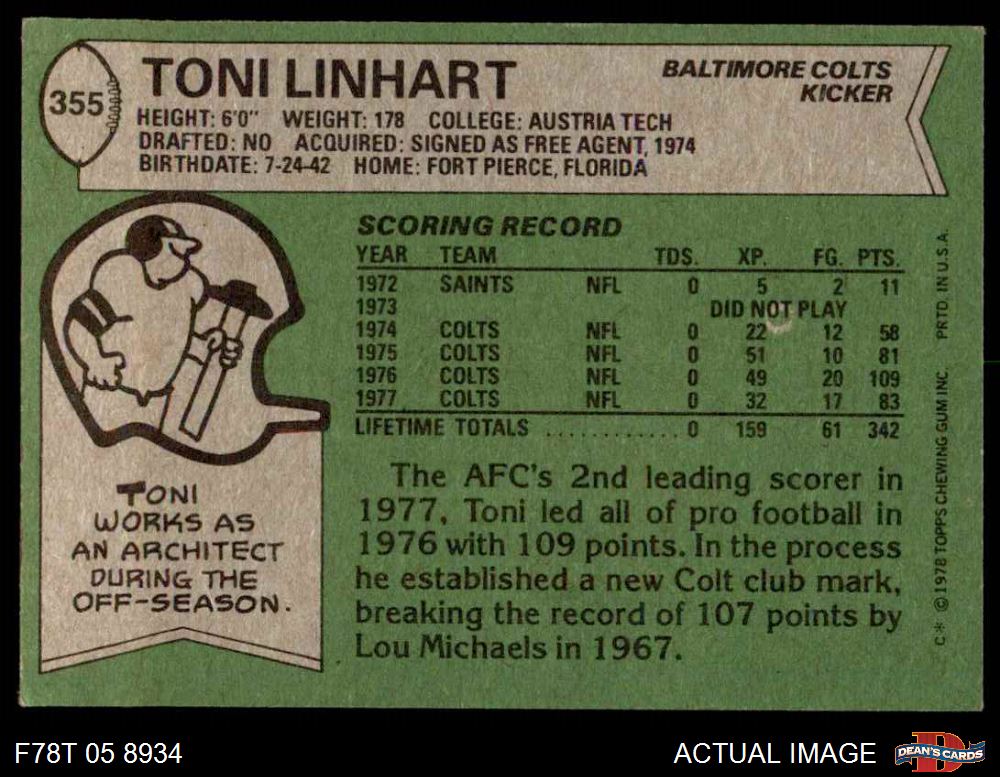 355
TONI LINHART
BALTIMORE COLTS
KICKER
HEIGHT: 6'0" WEIGHT: 178 COLLEGE: AUSTRIA TECH
DRAFTED: NO ACQUIRED: SIGNED AS FREE AGENT, 1974
BIRTHDATE: 7-24-42 HOME: FORT PIERCE, FLORIDA
SCORING RECORD
YEAR TEAM TDS. XP. FG. PTS.
1972 SAINTS NFL 0 5 2 11
1973 DID NOT PLAY
1974 COLTS NFL 0 22 12 58
1975 COLTS NFL 0 51 10 81
1976 COLTS NFL 0 49 20 109
1977 COLTS NFL 0 32 17 83
LIFETIME TOTALS ............ 0 159 61 342
The AFC's 2nd leading scorer in
1977, Toni led all of pro football in
1976 with 109 points. In the process
he established a new Colt club mark,
breaking the record of 107 points by
Lou Michaels in 1967.
TONI
WORKS AS
AN ARCHITECT
DURING THE
OFF-SEASON.
C* © 1978 TOPPS CHEWING GUM INC. PRTD. IN U.S.A.
F78T 05 8934
ACTUAL IMAGE
D
DEAN'S CARDS